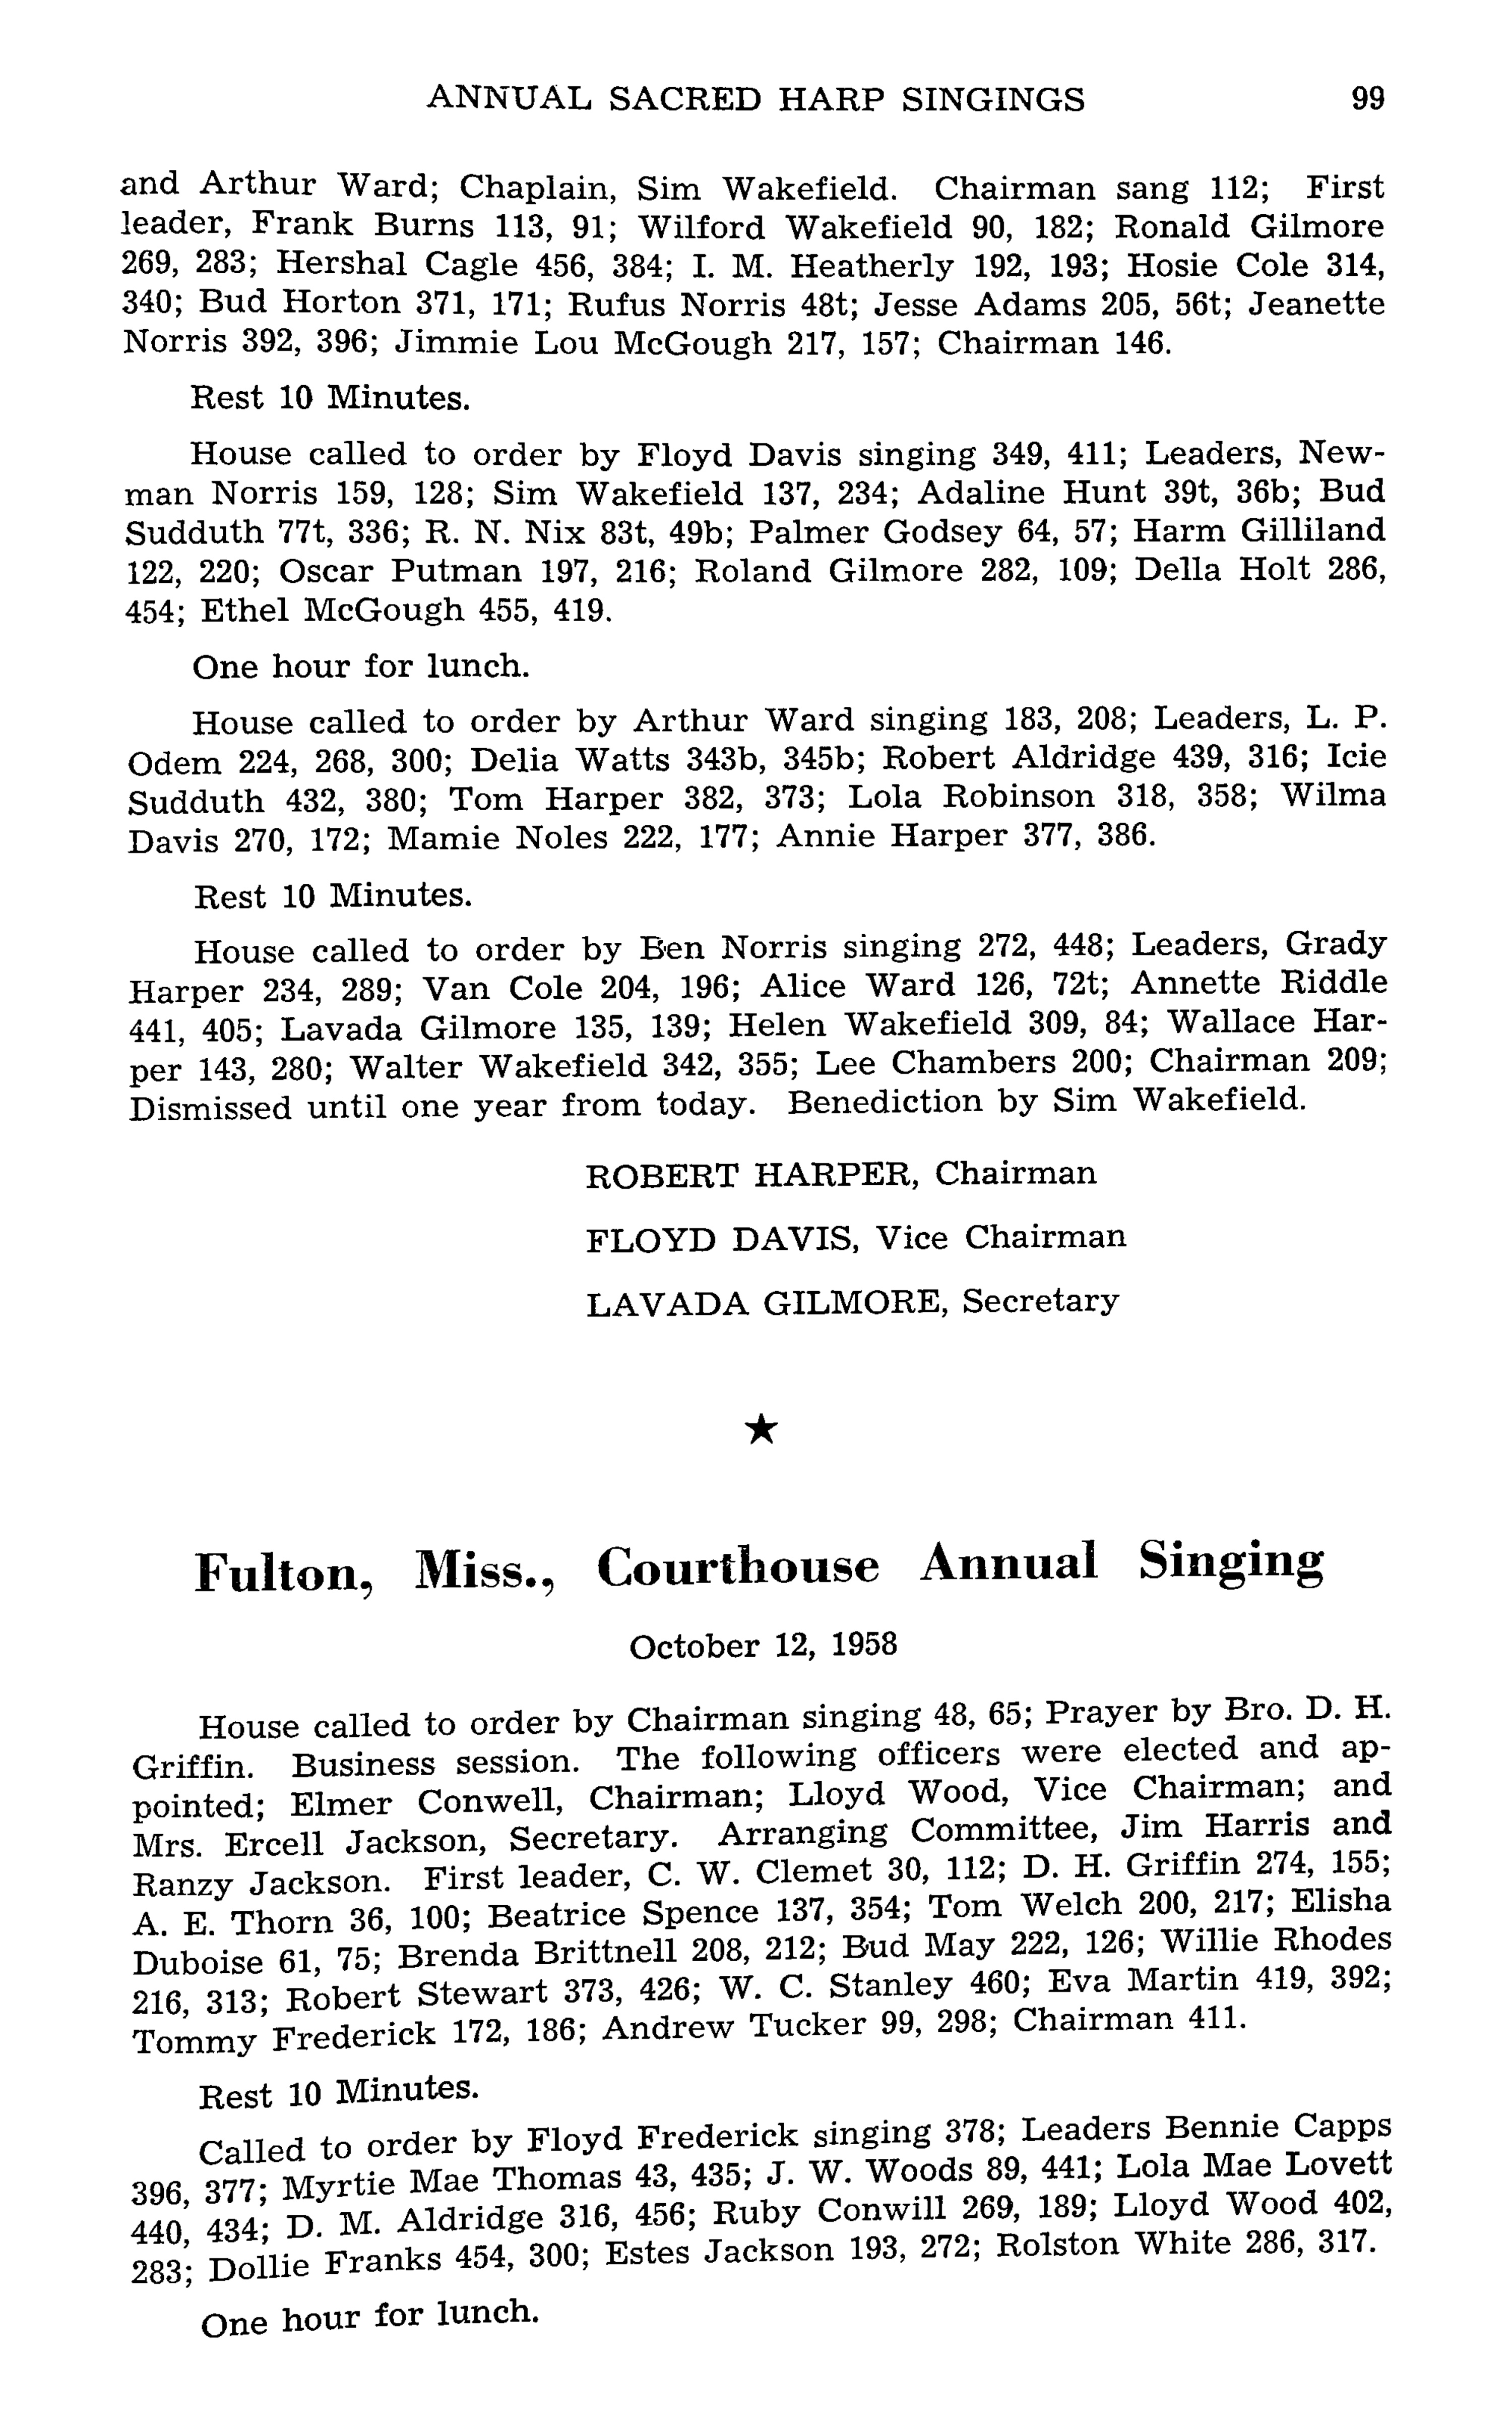 ANNUAL SACRED HARP SINGINGS 99
and Arthur Ward; Chaplain, Sim Wakefield. Chairman sang 112; First
leader, Frank Burns 113, 91; Wilford Wakefield 90, 182; Ronald Gilmore
269, 283; Hershal Cagle 456, 384; I. M. Heatherly 192, 193; Hosie Cole 314,
340; Bud Horton 371, 171; Rufus Norris 48t; Jesse Adams 205, 56t; Jeanette
Norris 392, 396; Jimmie Lou McGough 217, 157; Chairman 146.
Rest 10 Minutes.
House called to order by Floyd Davis singing 349, 411; Leaders, New-
man Norris 159, 128; Sim Wakefield 137, 234; Adaline Hunt 39t, 36b; Bud
Sudduth 77t, 336; R. N. Nix 83t, 49b; Palmer Godsey 64, 57; Harm Gilliland
122, 220; Oscar Putman 197, 216; Roland Gilmore 282, 109; Della Holt 286,
454; Ethel McGough 455, 419.
One hour for lunch.
House called to order by Arthur Ward singing 183, 208; Leaders, L. P.
Odem 224, 268, 300; Delia Watts 343b, 345b; Robert Aldridge 439, 316; Icie
Sudduth 432, 380; Tom Harper 382, 373; Lola Robinson 318, 358; Wilma
Davis 270, 172; Mamie Noles 222, 177; Annie Harper 377, 386.
Rest 10 Minutes.
House called to order by Ben Norris singing 272, 448; Leaders, Grady
Harper 234, 289; Van Cole 204, 196; Alice Ward 126, 72t; Annette Riddle
441, 405; Lavada Gilmore 135, 139; Helen Wakefield 309, 84; Wallace Har-
per 143, 280; Walter Wakefield 342, 355; Lee Chambers 200; Chairman 209;
Dismissed until one year from today. Benediction by Sim Wakefield.
ROBERT HARPER, Chairman
FLOYD DAVIS, Vice Chairman
LAVADA GILMORE, Secretary
★
Fulton, Miss., Courthouse Annual Singing
October 12, 1958
House called to order by Chairman singing 48, 65; Prayer by Bro. D. H.
Griffin. Business session. The following officers were elected and ap-
pointed; Elmer Conwell, Chairman; Lloyd Wood, Vice Chairman; and
Mrs. Ercell Jackson, Secretary. Arranging Committee, Jim Harris and
Ranzy Jackson. First leader, C. W. Clemet 30, 112; D. H. Griffin 274, 155;
A. E. Thorn 36, 100; Beatrice Spence 137, 354; Tom Welch 200, 217; Elisha
Duboise 61, 75; Brenda Brittnell 208, 212; Bud May 222, 126; Willie Rhodes
216, 313; Robert Stewart 373, 426; W. C. Stanley 460; Eva Martin 419, 392;
Tommy Frederick 172, 186; Andrew Tucker 99, 298; Chairman 411.
Rest 10 Minutes.
Called to order by Floyd Frederick singing 378; Leaders Bennie Capps
396, 377; Myrtie Mae Thomas 43, 435; J. W. Woods 89, 441; Lola Mae Lovett
440, 434; D. M. Aldridge 316, 456; Ruby Conwill 269, 189; Lloyd Wood 402,
283; Dollie Franks 454, 300; Estes Jackson 193, 272; Rolston White 286, 317.
One hour for lunch.